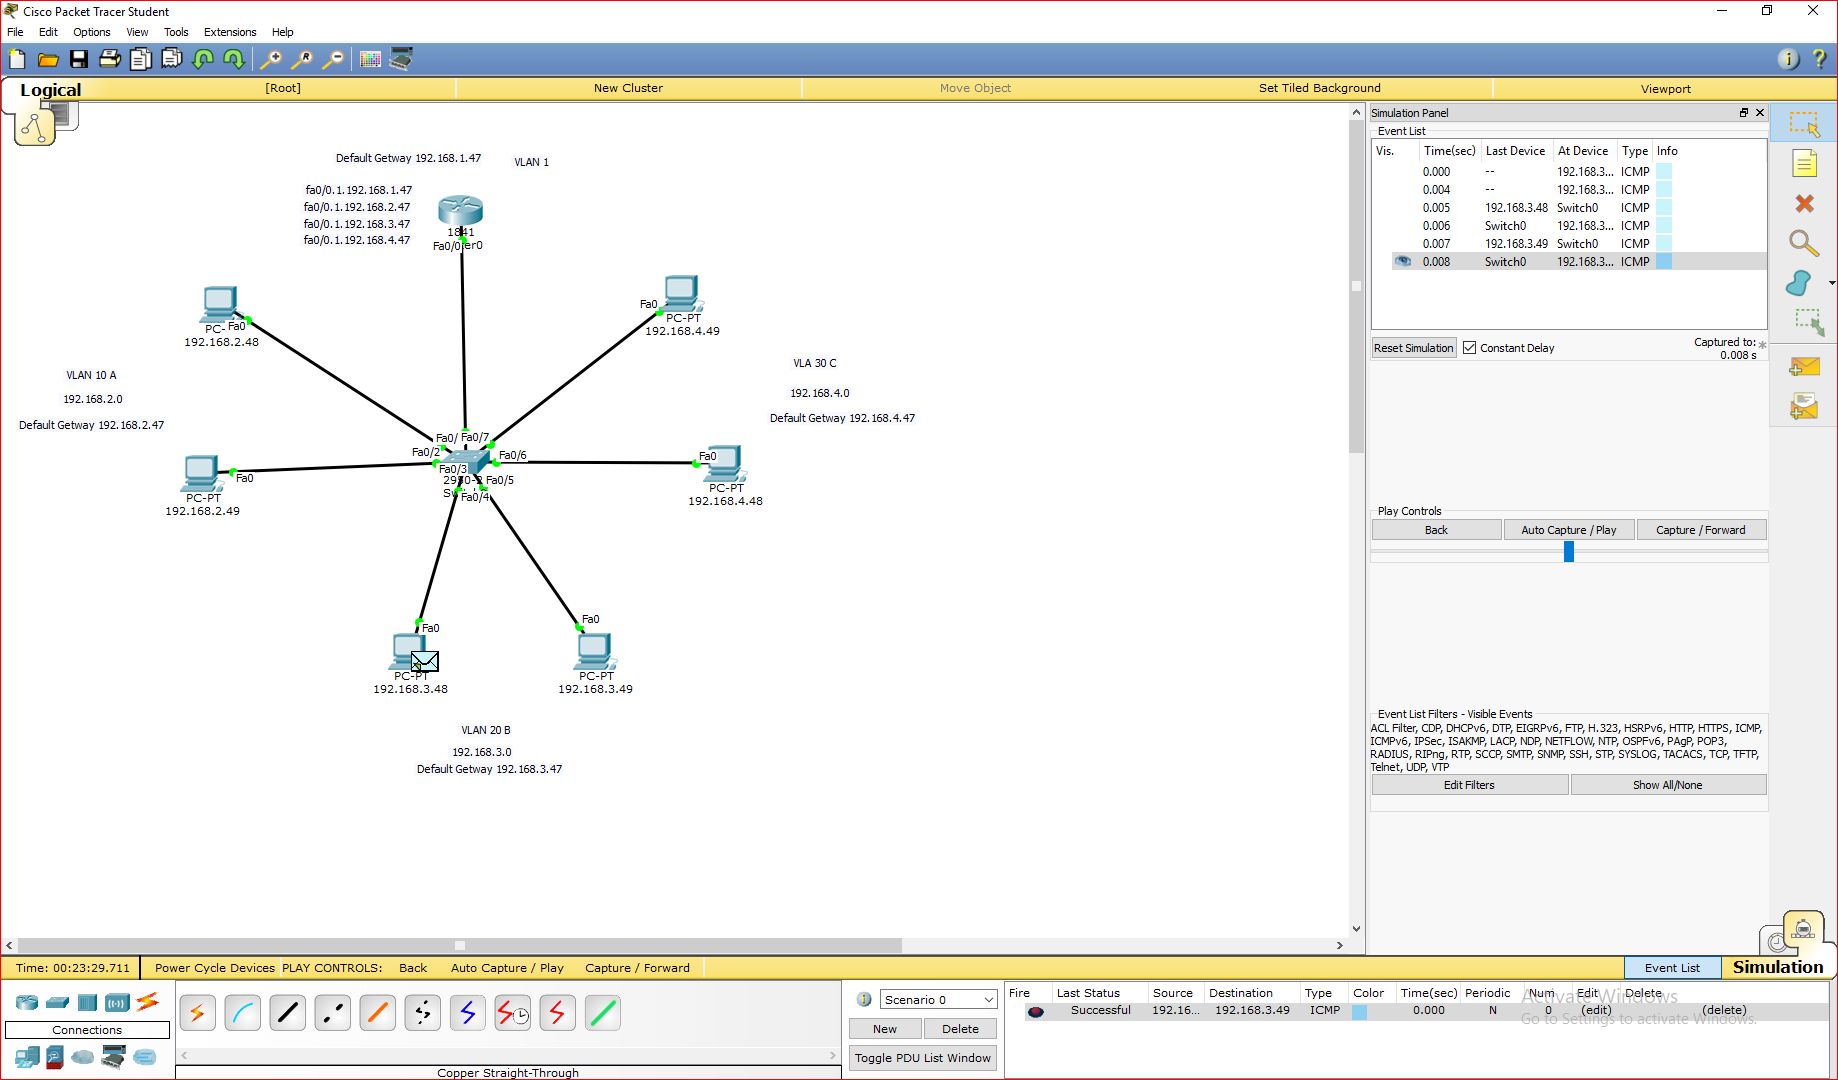 Cisco Packet Tracer Student
File Edit Options View Tools Extensions Help
Logical [Root] New Cluster Move Object Set Tiled Background Viewport
Default Getway 192.168.1.47
VLAN 1
fa0/0.1.192.168.1.47
fa0/0.1.192.168.2.47
fa0/0.1.192.168.3.47
fa0/0.1.192.168.4.47
1841
Fa0/0 er0
Fa0
PC-
192.168.2.48
Fa0
PC-PT
192.168.4.49
VLAN 10 A
192.168.2.0
Default Getway 192.168.2.47
VLA 30 C
192.168.4.0
Default Getway 192.168.4.47
Fa0/ Fa0/7
Fa0/2 Fa0/6
Fa0/3
Fa0/5
Fa0/4
Fa0
PC-PT
192.168.2.49
Fa0
PC-PT
192.168.4.48
Fa0
PC-PT
192.168.3.48
Fa0
PC-PT
192.168.3.49
VLAN 20 B
192.168.3.0
Default Getway 192.168.3.47
Simulation Panel
Event List
Vis. Time(sec) Last Device At Device Type Info
0.000 -- 192.168.3... ICMP
0.004 -- 192.168.3... ICMP
0.005 192.168.3.48 Switch0 ICMP
0.006 Switch0 192.168.3... ICMP
0.007 192.168.3.49 Switch0 ICMP
0.008 Switch0 192.168.3... ICMP
Reset Simulation Constant Delay Captured to: *
0.008 s
Play Controls
Back Auto Capture / Play Capture / Forward
Event List Filters - Visible Events
ACL Filter, CDP, DHCPv6, DTP, EIGRPv6, FTP, H.323, HSRPv6, HTTP, HTTPS, ICMP,
ICMPv6, IPSec, ISAKMP, LACP, NDP, NETFLOW, NTP, OSPFv6, PAgP, POP3,
RADIUS, RIPng, RTP, SCCP, SMTP, SNMP, SSH, STP, SYSLOG, TACACS, TCP, TFTP,
Telnet, UDP, VTP
Edit Filters Show All/None
Time: 00:23:29.711 Power Cycle Devices PLAY CONTROLS: Back Auto Capture / Play Capture / Forward Event List Simulation
Connections
Copper Straight-Through
Scenario 0
New Delete
Toggle PDU List Window
Fire Last Status Source Destination Type Color Time(sec) Periodic Num Edit Delete
Successful 192.16... 192.168.3.49 ICMP 0.000 N 0 (edit) (delete)
Activate Windows
Go to Settings to activate Windows.